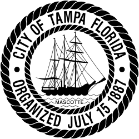 CITY OF TAMPA, FLORIDA
MASCOTTE
ORGANIZED JULY 15 1887